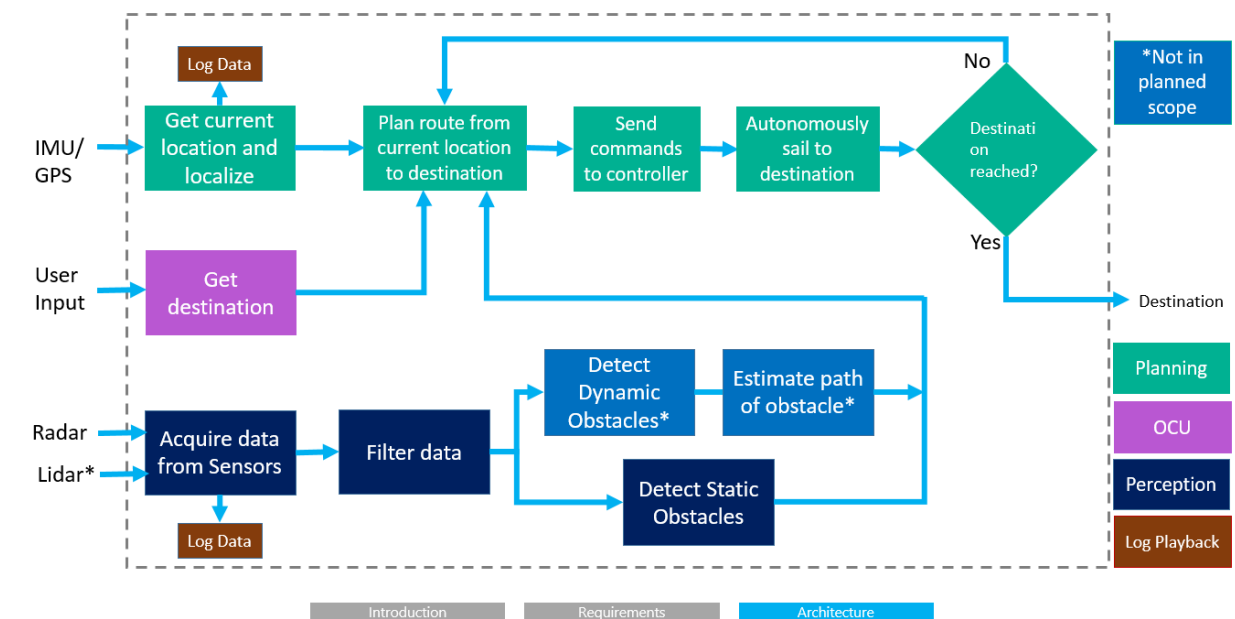 Log Data
No
*Not in
planned
scope
IMU/
GPS
Get current
location and
localize
Plan route from
current location
to destination
Send
commands
to controller
Autonomously
sail to
destination
Destinati
on
reached?
Yes
User
Input
Get
destination
Destination
Detect
Dynamic
Obstacles*
Estimate path
of obstacle*
Planning
OCU
Radar
Lidar*
Acquire data
from Sensors
Filter data
Detect Static
Obstacles
Perception
Log Data
Log Playback
Introduction
Requirements
Architecture